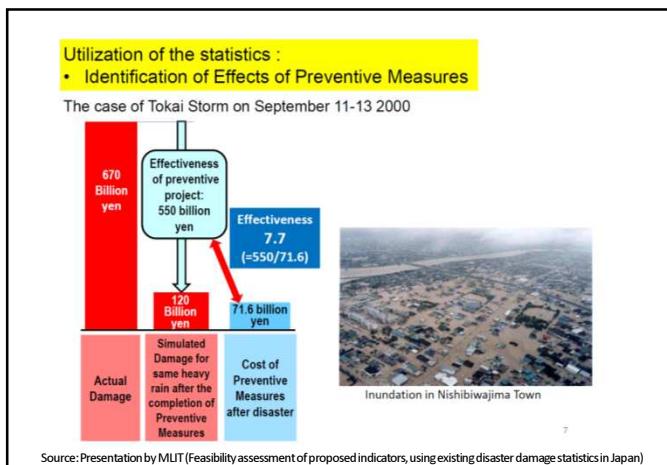 Utilization of the statistics :
• Identification of Effects of Preventive Measures
The case of Tokai Storm on September 11-13 2000
670
Billion
yen
Effectiveness
of preventive
project:
550 billion
yen
Effectiveness
7.7
(=550/71.6)
120
Billion
yen
71.6 billion
yen
Actual
Damage
Simulated
Damage for
same heavy
rain after the
completion of
Preventive
Measures
Cost of
Preventive
Measures
after disaster
Inundation in Nishibiwajima Town
7
Source: Presentation by MLIT (Feasibility assessment of proposed indicators, using existing disaster damage statistics in Japan)